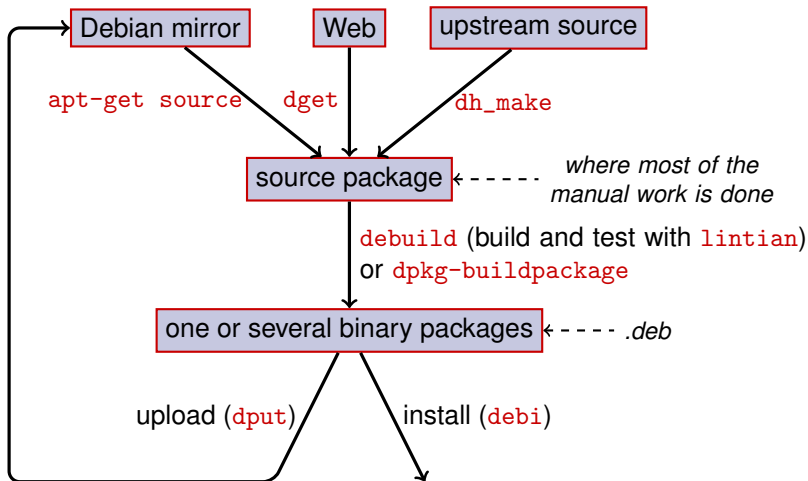 Debian mirror
Web
upstream source
apt-get source
dget
dh_make
source package
where most of the
manual work is done
debuild (build and test with lintian)
or dpkg-buildpackage
one or several binary packages
.deb
upload (dput)
install (debi)